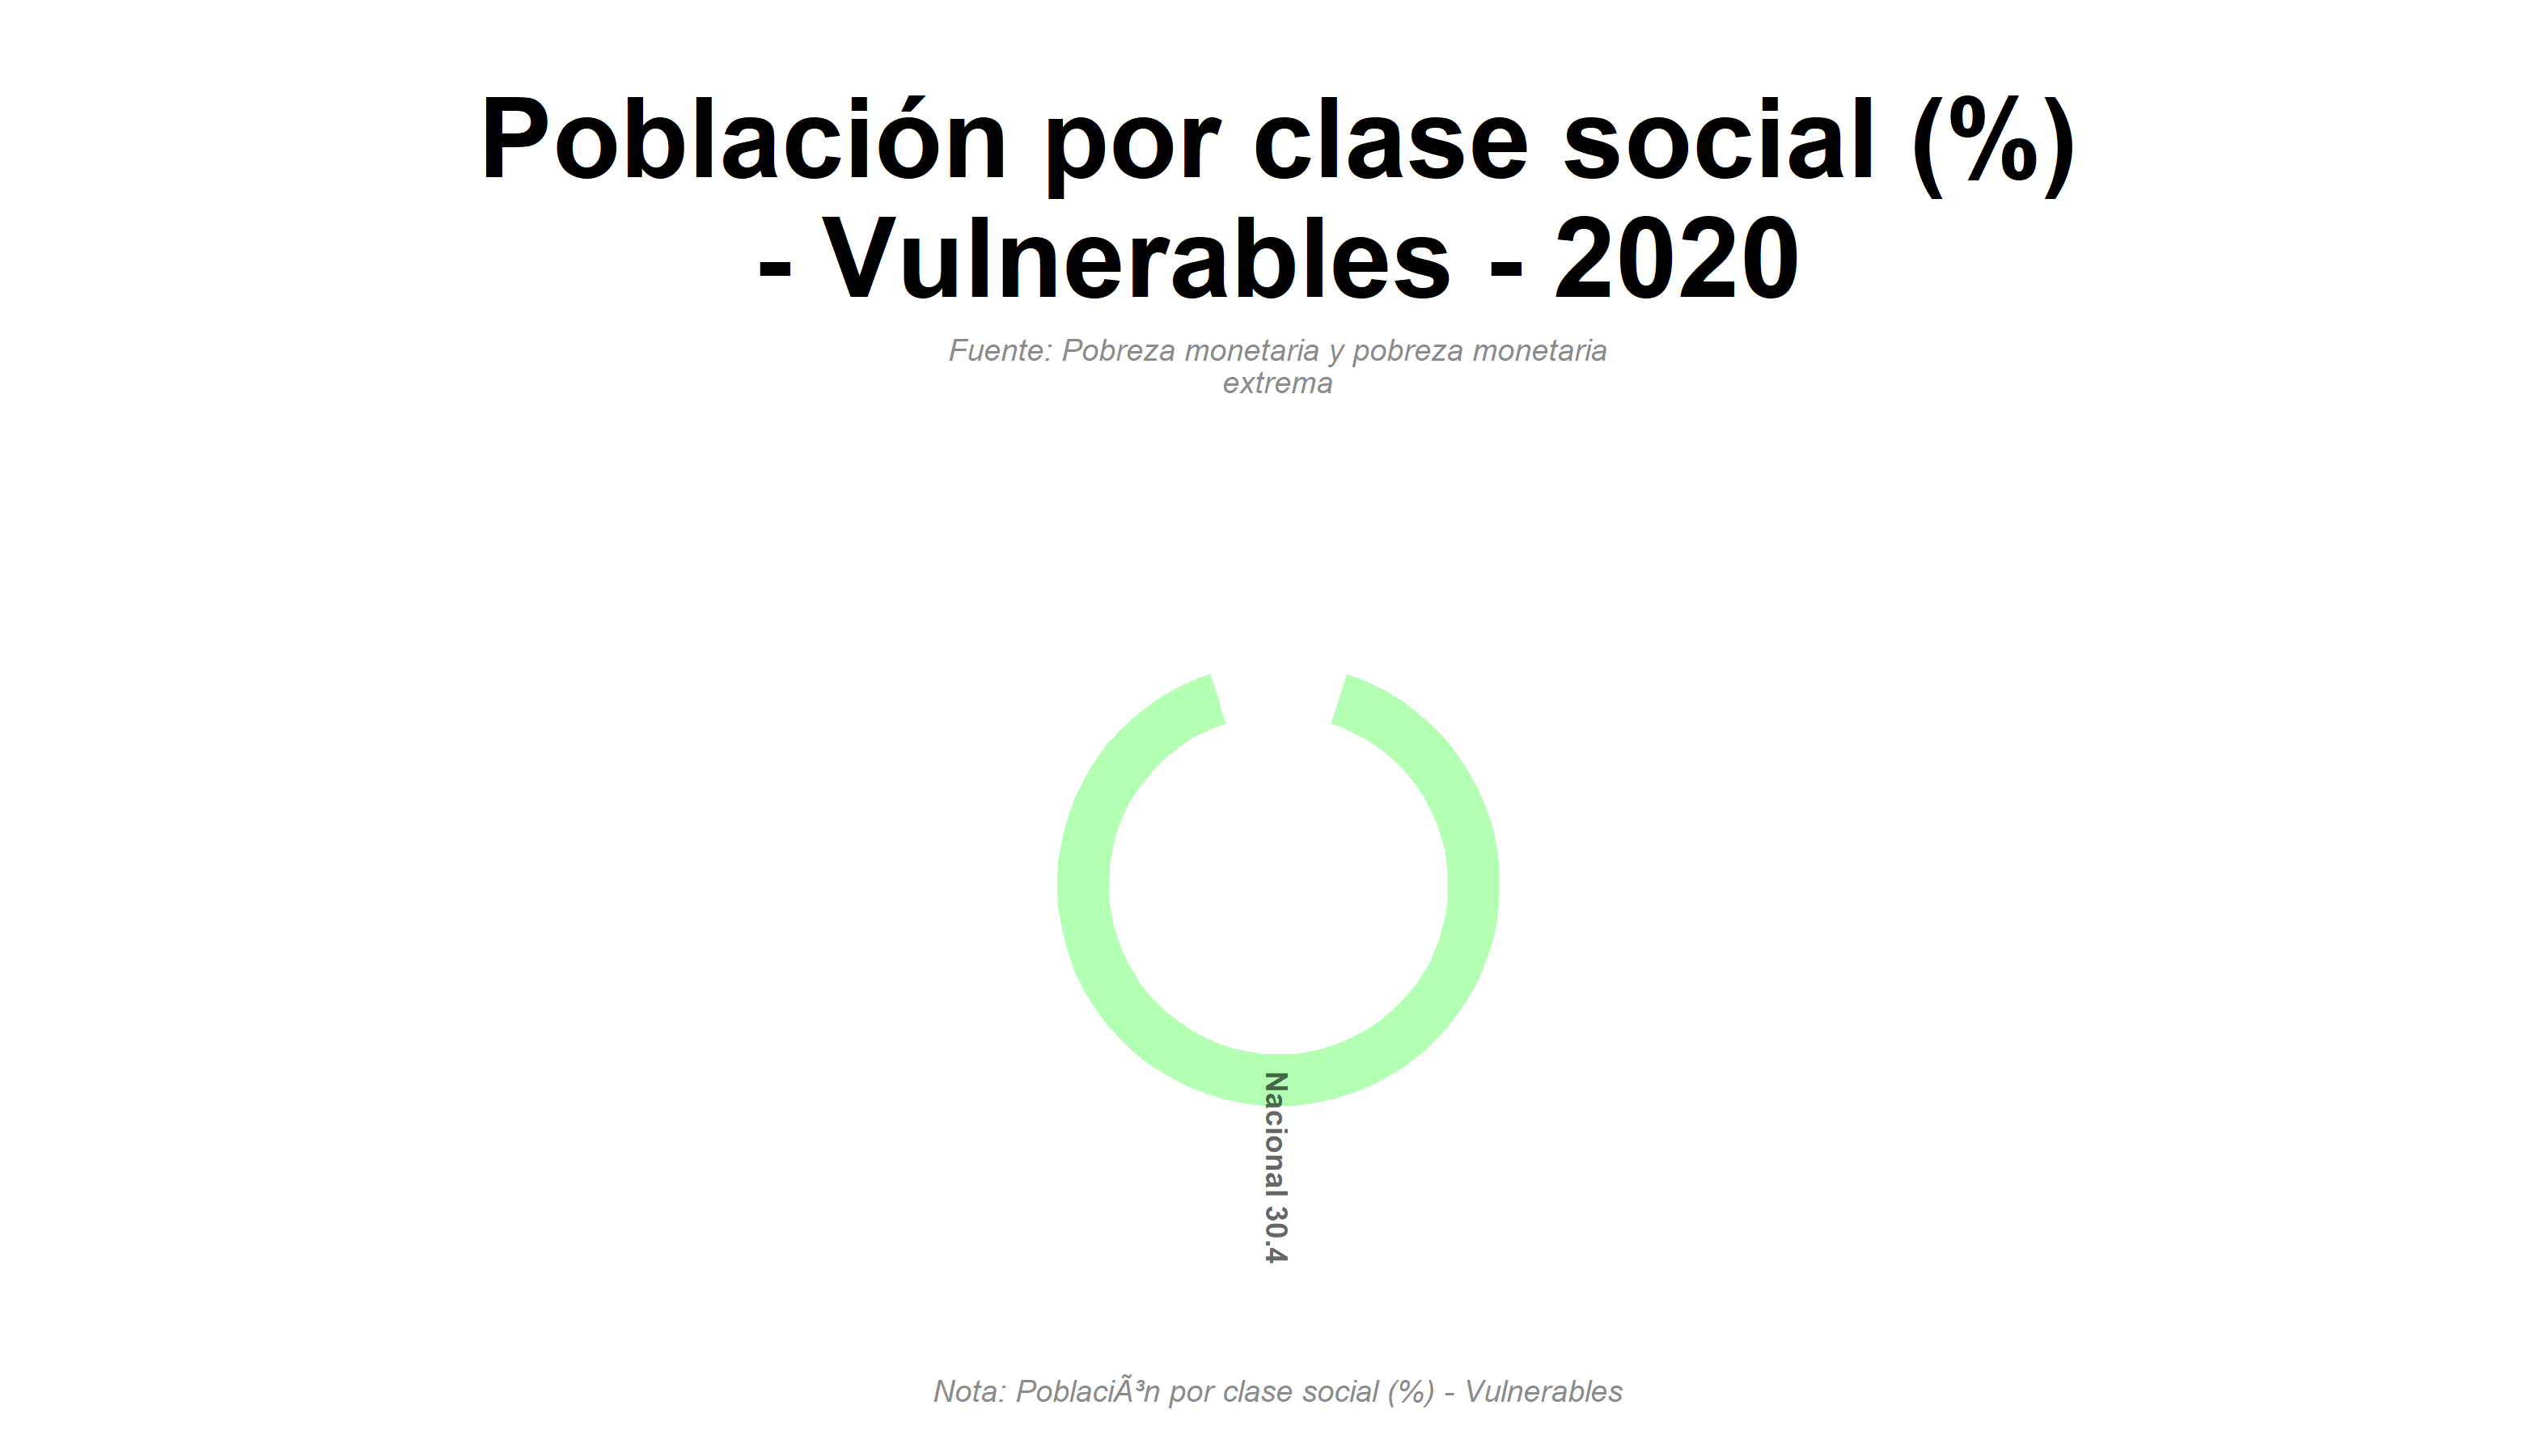 Población por clase social (%)
- Vulnerables - 2020
Fuente: Pobreza monetaria y pobreza monetaria
extrema
Nacional 30.4
Nota: PoblaciÃ³n por clase social (%) - Vulnerables